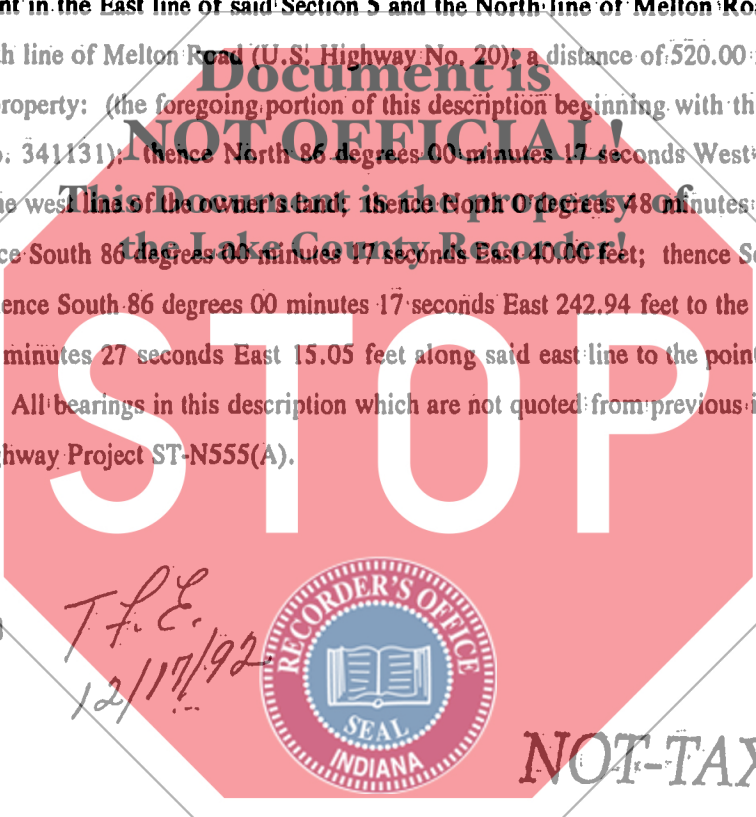 nt in the East line of said Section 5 and the North line of Melton Ro
h line of Melton Road (U.S. Highway No. 20); a distance of 520.00
Document is
roperty: (the foregoing portion of this description beginning with th
NOT OFFICIAL!
o. 341131); thence North 86 degrees 00 minutes 17 seconds West
This Document is the property of
he west line of the owner's land; thence North 0 degrees 48 minutes
the Lake County Recorder!
ce South 86 degrees 00 minutes 17 seconds East 40.00 feet; thence S
ence South 86 degrees 00 minutes 17 seconds East 242.94 feet to the
minutes 27 seconds East 15.05 feet along said east line to the point
All bearings in this description which are not quoted from previous i
hway Project ST-N555(A).
STOP
T.F.E.
12/17/92
RECORDER'S OFFICE
SEAL
INDIANA
NOT-TAX